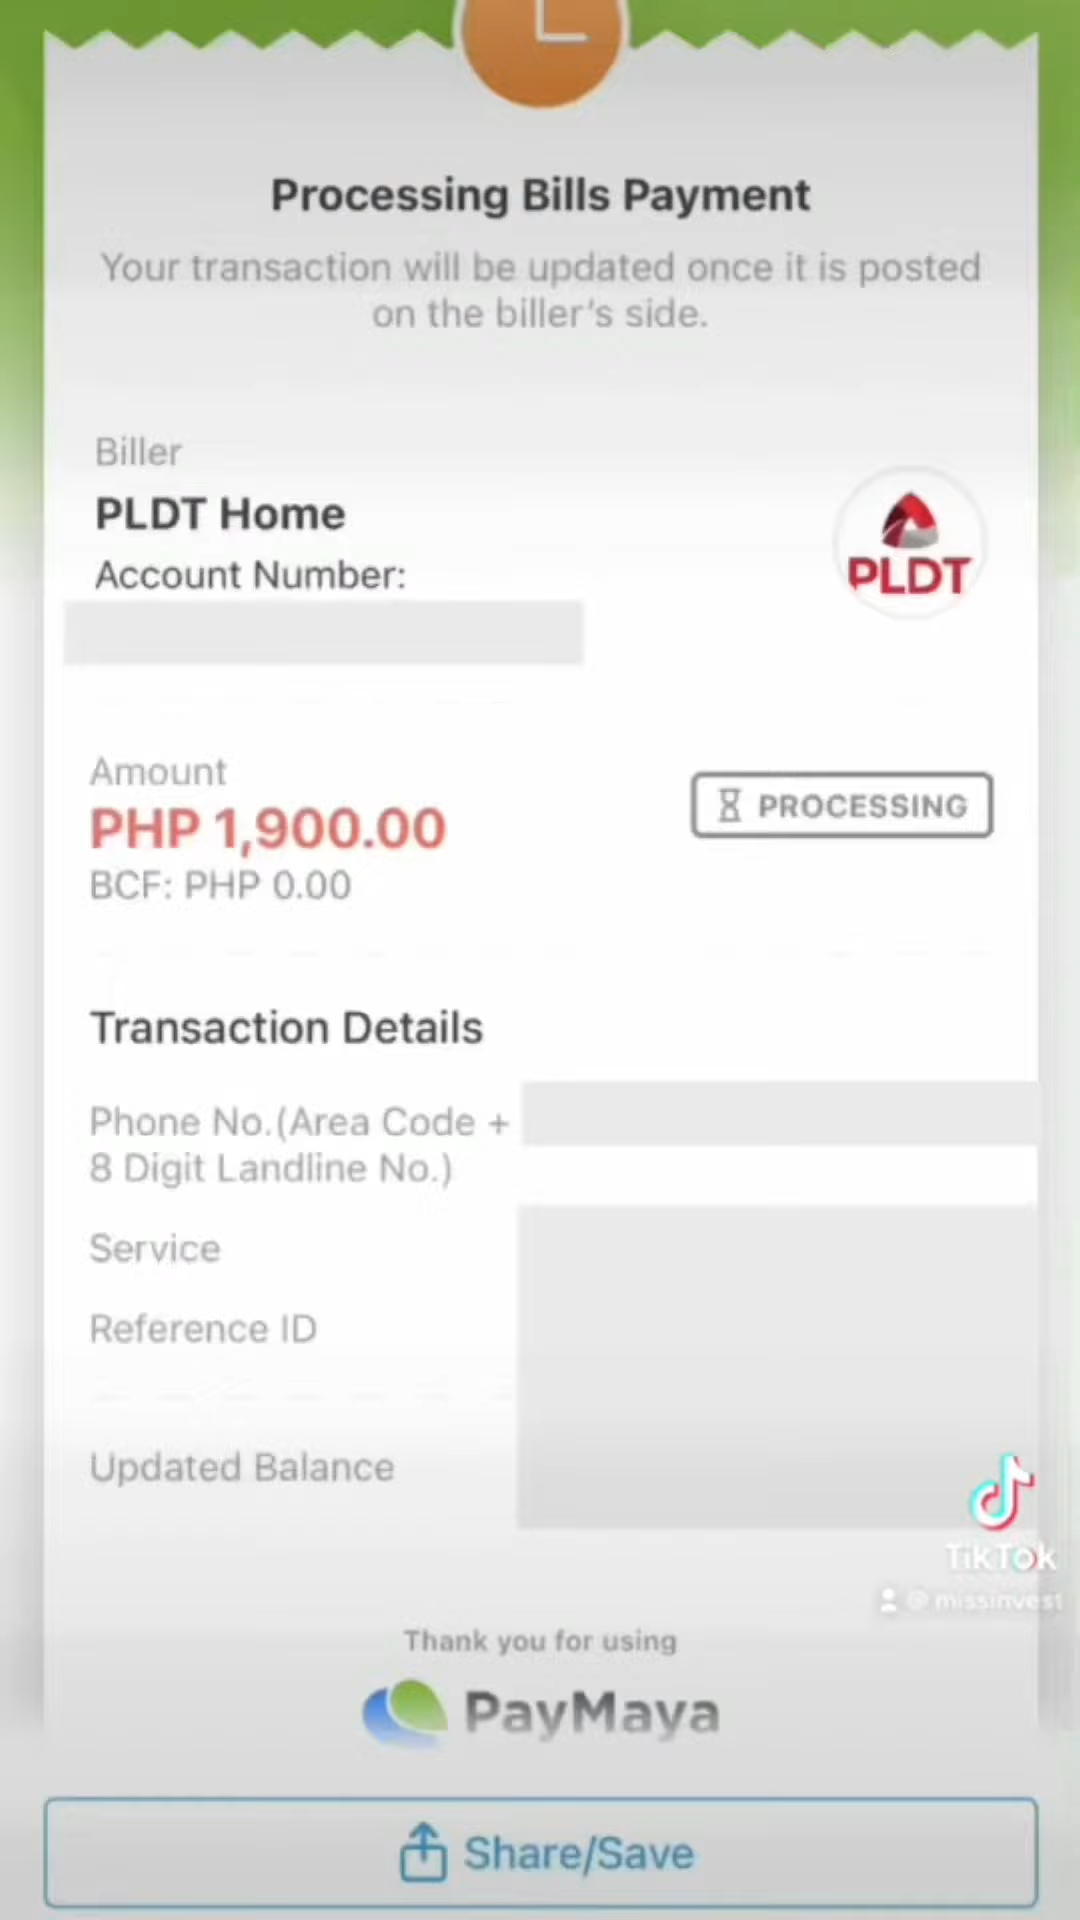 Processing Bills Payment
Your transaction will be updated once it is posted
on the biller's side.
Biller
PLDT Home
Account Number:
PLDT
Amount
PHP 1,900.00
PROCESSING
BCF: PHP 0.00
Transaction Details
Phone No.(Area Code +
8 Digit Landline No.)
Service
Reference ID
Updated Balance
TikTok
@missinvest
Thank you for using
PayMaya
Share/Save